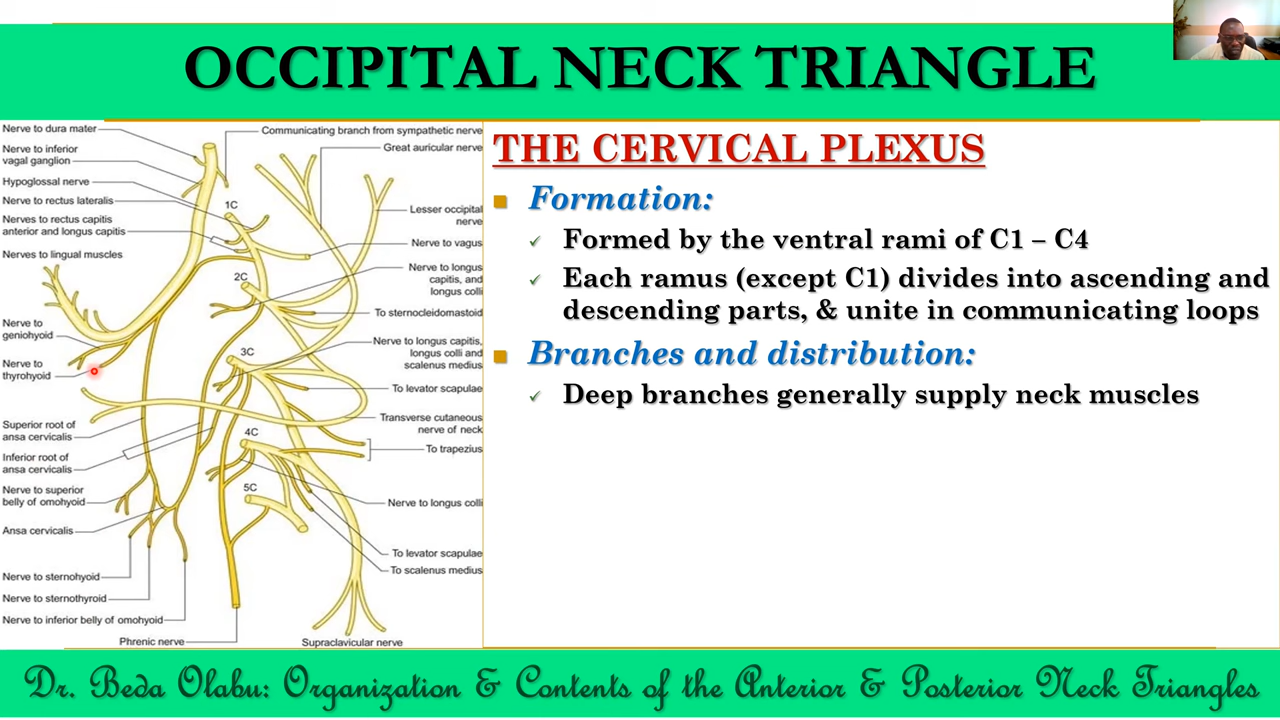 OCCIPITAL NECK TRIANGLE
Nerve to dura mater
Nerve to inferior
vagal ganglion
Hypoglossal nerve
Nerve to rectus lateralis
Nerves to rectus capitis
anterior and longus capitis
Nerves to lingual muscles
Nerve to
geniohyoid
Nerve to
thyrohyoid
Superior root of
ansa cervicalis
Inferior root of
ansa cervicalis
Nerve to superior
belly of omohyoid
Ansa cervicalis
Nerve to sternohyoid
Nerve to sternothyroid
Nerve to inferior belly of omohyoid
Phrenic nerve
1C
2C
3C
4C
5C
Communicating branch from sympathetic nerve
Great auricular nerve
Lesser occipital
nerve
Nerve to vagus
Nerve to longus
capitis, and
longus colli
To sternocleidomastoid
Nerve to longus capitis,
longus colli and
scalenus medius
To levator scapulae
Transverse cutaneous
nerve of neck
To trapezius
Nerve to longus colli
To levator scapulae
To scalenus medius
Supraclavicular nerve
THE CERVICAL PLEXUS
Formation:
Formed by the ventral rami of C1 – C4
Each ramus (except C1) divides into ascending and
descending parts, & unite in communicating loops
Branches and distribution:
Deep branches generally supply neck muscles
Dr. Beda Olabu: Organization & Contents of the Anterior & Posterior Neck Triangles